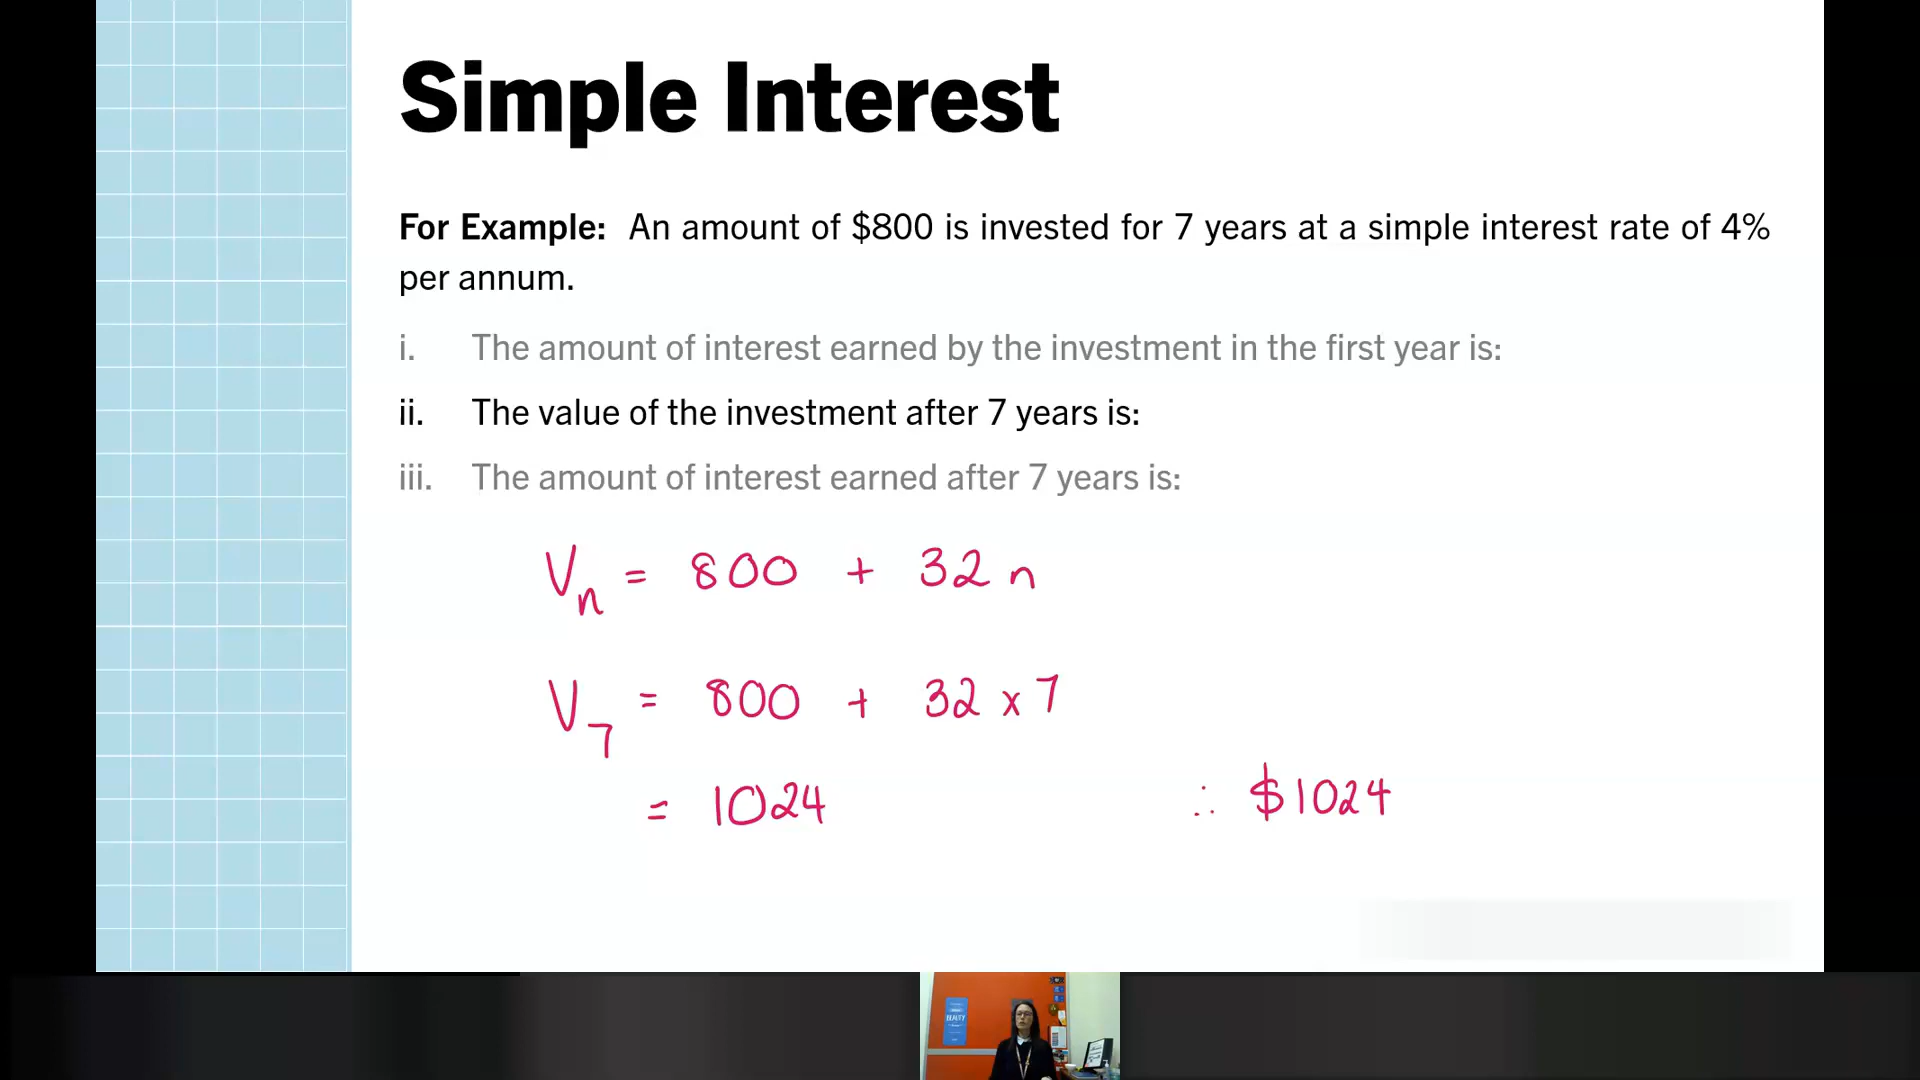 Simple Interest
For Example: An amount of $800 is invested for 7 years at a simple interest rate of 4%
per annum.
i. The amount of interest earned by the investment in the first year is:
ii. The value of the investment after 7 years is:
iii. The amount of interest earned after 7 years is:
Vn = 800 + 32 n
V7 = 800 + 32 x 7
= 1024 ∴ $1024
BEAUTY